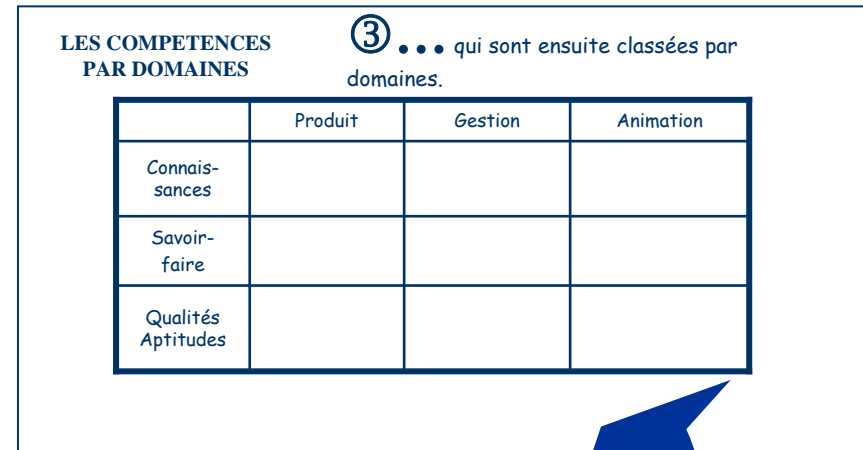 LES COMPETENCES
PAR DOMAINES
③... qui sont ensuite classées par
domaines.
Produit Gestion Animation
Connais-
sances
Savoir-
faire
Qualités
Aptitudes